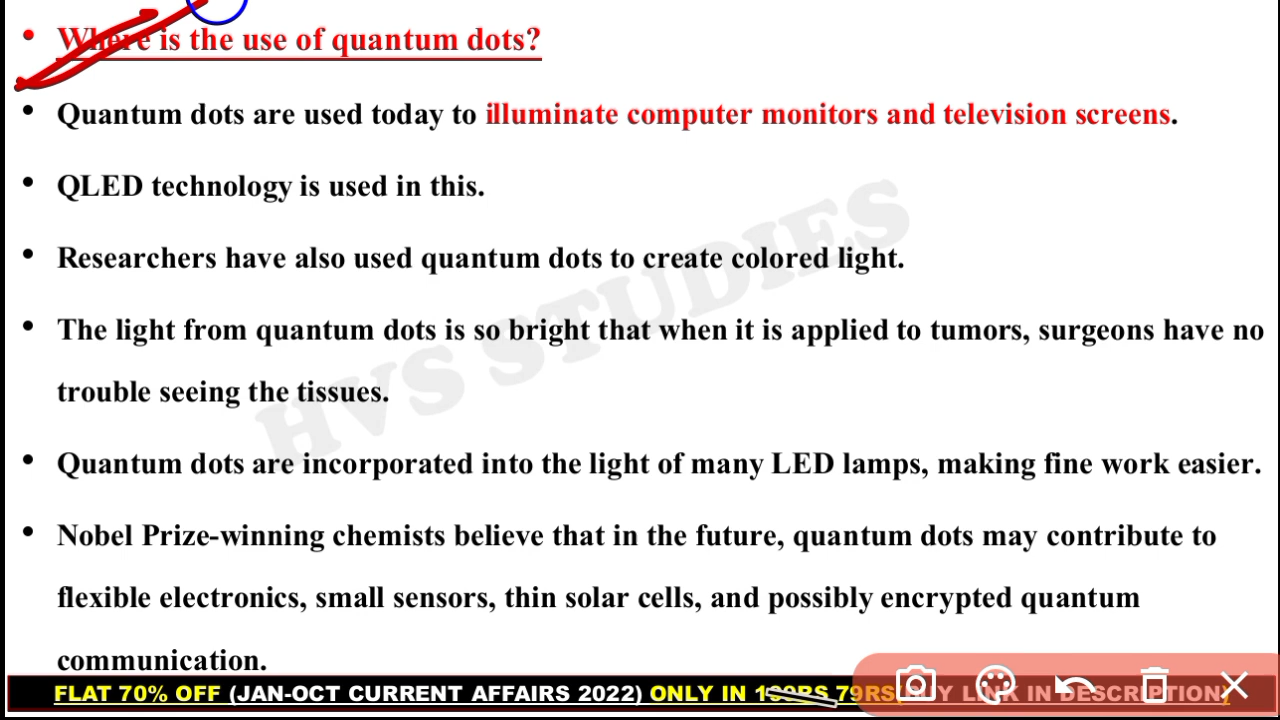 • Where is the use of quantum dots?
• Quantum dots are used today to illuminate computer monitors and television screens.
• QLED technology is used in this.
• Researchers have also used quantum dots to create colored light.
• The light from quantum dots is so bright that when it is applied to tumors, surgeons have no
trouble seeing the tissues.
• Quantum dots are incorporated into the light of many LED lamps, making fine work easier.
• Nobel Prize-winning chemists believe that in the future, quantum dots may contribute to
flexible electronics, small sensors, thin solar cells, and possibly encrypted quantum
communication.
HVS STUDIES
FLAT 70% OFF (JAN-OCT CURRENT AFFAIRS 2022) ONLY IN 79RS LINK IN DESCRIPTION)